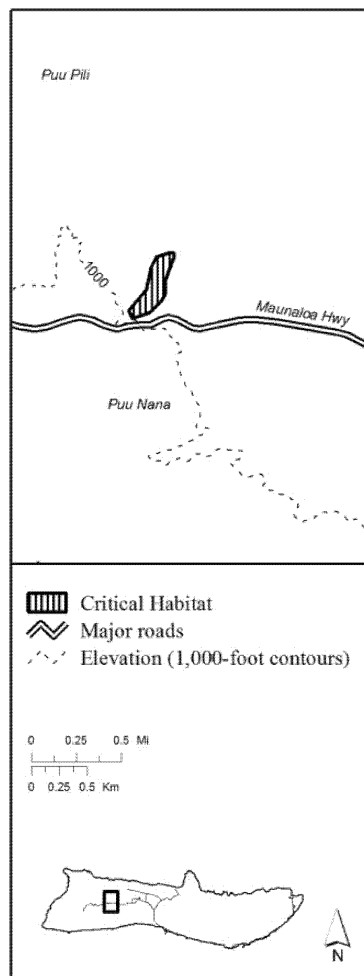 Puu Pili
1000
Maunaloa Hwy
Puu Nana
Critical Habitat
Major roads
Elevation (1,000-foot contours)
0 0.25 0.5 Mi
0 0.25 0.5 Km
N